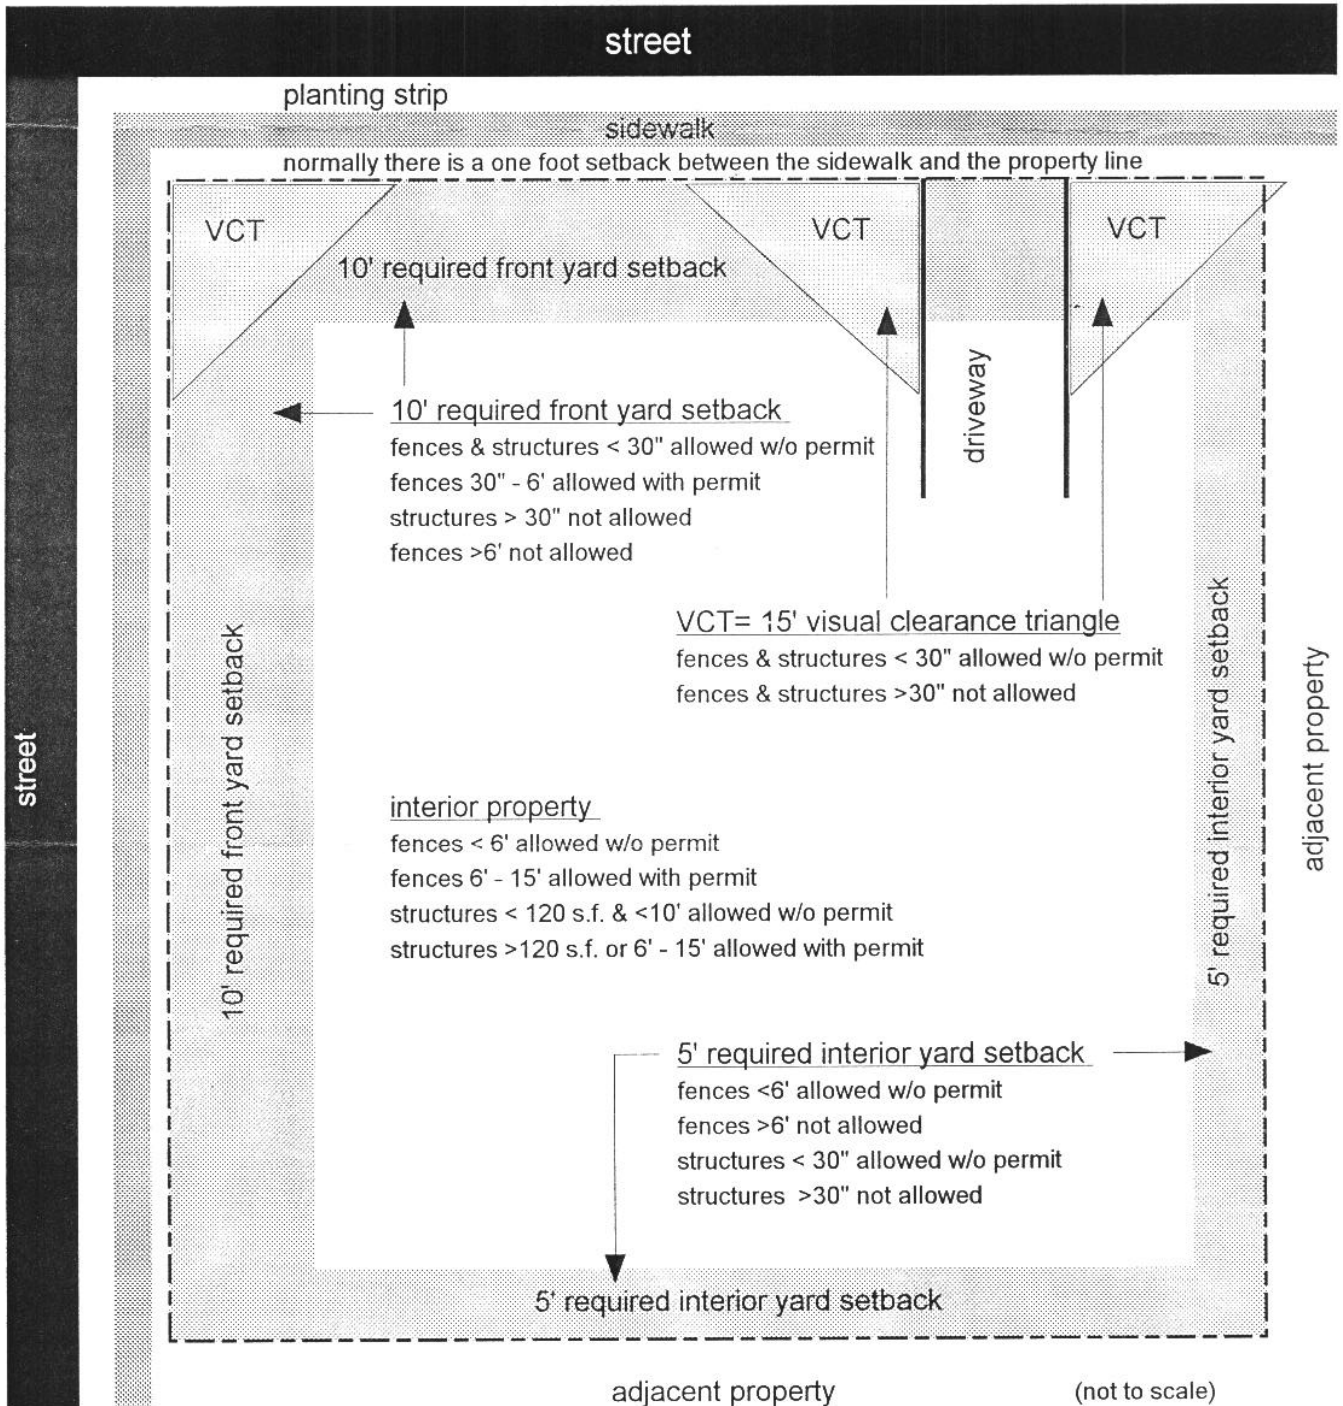 street
planting strip
sidewalk
normally there is a one foot setback between the sidewalk and the property line
VCT
VCT
VCT
10' required front yard setback
driveway
10' required front yard setback
fences & structures < 30" allowed w/o permit
fences 30" - 6' allowed with permit
structures > 30" not allowed
fences >6' not allowed
VCT= 15' visual clearance triangle
fences & structures < 30" allowed w/o permit
fences & structures >30" not allowed
street
10' required front yard setback
5' required interior yard setback
adjacent property
interior property
fences < 6' allowed w/o permit
fences 6' - 15' allowed with permit
structures < 120 s.f. & <10' allowed w/o permit
structures >120 s.f. or 6' - 15' allowed with permit
5' required interior yard setback
fences <6' allowed w/o permit
fences >6' not allowed
structures < 30" allowed w/o permit
structures >30" not allowed
5' required interior yard setback
adjacent property
(not to scale)